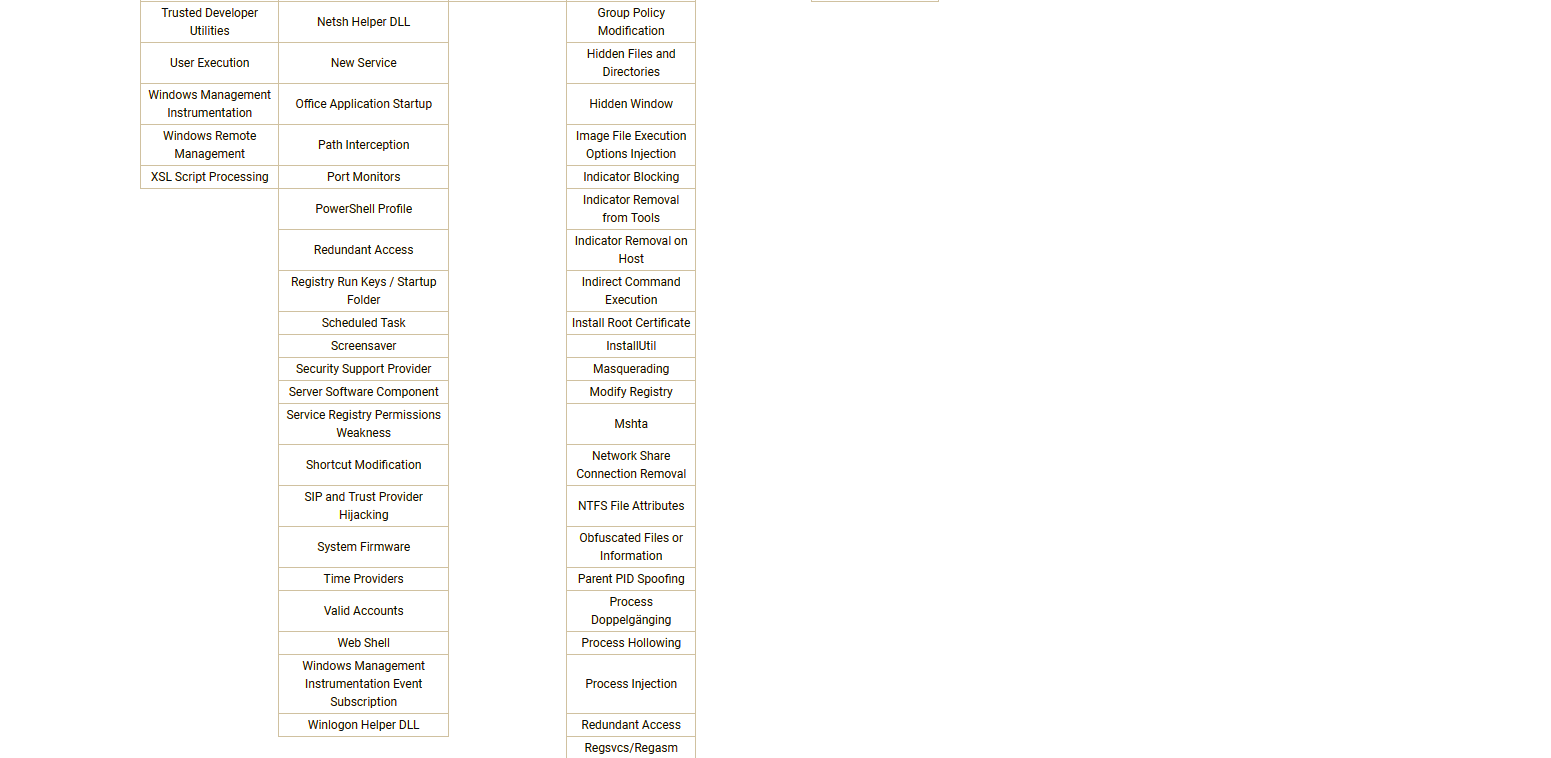 Trusted Developer
Utilities
User Execution
Windows Management
Instrumentation
Windows Remote
Management
XSL Script Processing
Netsh Helper DLL
New Service
Office Application Startup
Path Interception
Port Monitors
PowerShell Profile
Redundant Access
Registry Run Keys / Startup
Folder
Scheduled Task
Screensaver
Security Support Provider
Server Software Component
Service Registry Permissions
Weakness
Shortcut Modification
SIP and Trust Provider
Hijacking
System Firmware
Time Providers
Valid Accounts
Web Shell
Windows Management
Instrumentation Event
Subscription
Winlogon Helper DLL
Group Policy
Modification
Hidden Files and
Directories
Hidden Window
Image File Execution
Options Injection
Indicator Blocking
Indicator Removal
from Tools
Indicator Removal on
Host
Indirect Command
Execution
Install Root Certificate
InstallUtil
Masquerading
Modify Registry
Mshta
Network Share
Connection Removal
NTFS File Attributes
Obfuscated Files or
Information
Parent PID Spoofing
Process
Doppelgänging
Process Hollowing
Process Injection
Redundant Access
Regsvcs/Regasm